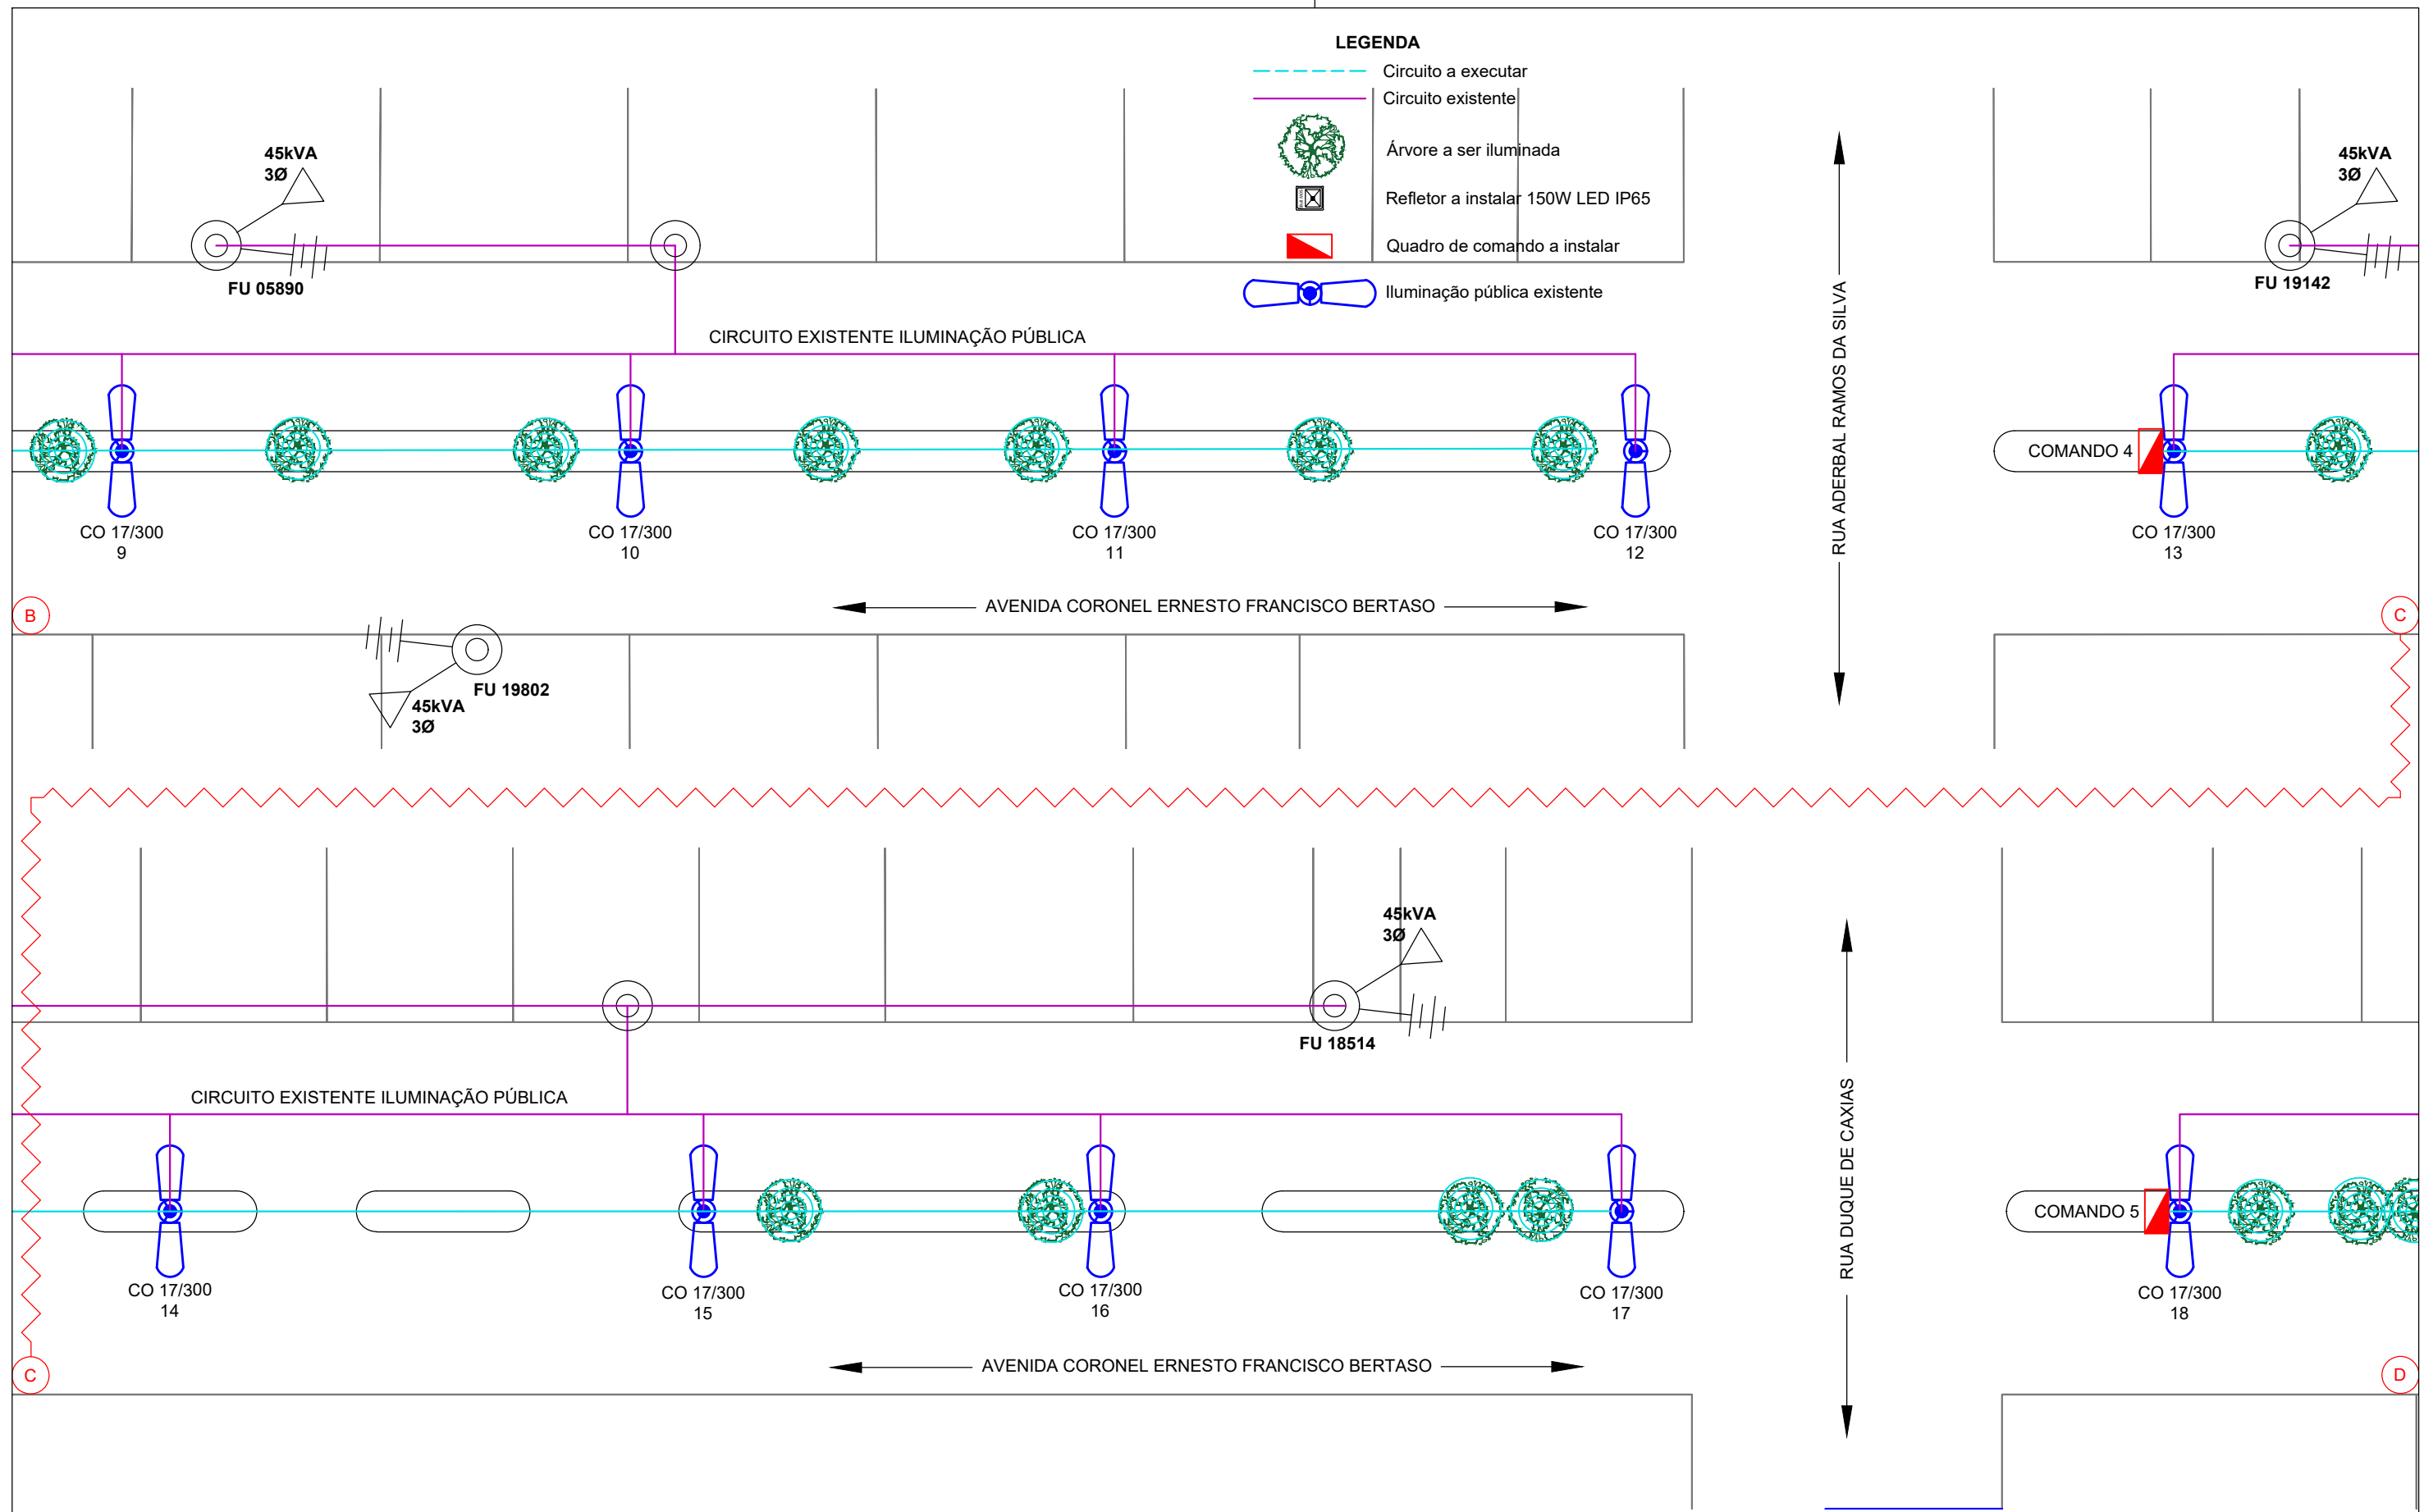 LEGENDA
Circuito a executar
Circuito existente
Árvore a ser iluminada
Refletor a instalar 150W LED IP65
Quadro de comando a instalar
Iluminação pública existente
45kVA
3Ø
FU 05890
45kVA
3Ø
FU 19142
CIRCUITO EXISTENTE ILUMINAÇÃO PÚBLICA
RUA ADERBAL RAMOS DA SILVA
COMANDO 4
CO 17/300
9
CO 17/300
10
CO 17/300
11
CO 17/300
12
CO 17/300
13
B
AVENIDA CORONEL ERNESTO FRANCISCO BERTASO
C
FU 19802
45kVA
3Ø
45kVA
3Ø
FU 18514
CIRCUITO EXISTENTE ILUMINAÇÃO PÚBLICA
RUA DUQUE DE CAXIAS
COMANDO 5
CO 17/300
14
CO 17/300
15
CO 17/300
16
CO 17/300
17
CO 17/300
18
C
AVENIDA CORONEL ERNESTO FRANCISCO BERTASO
D